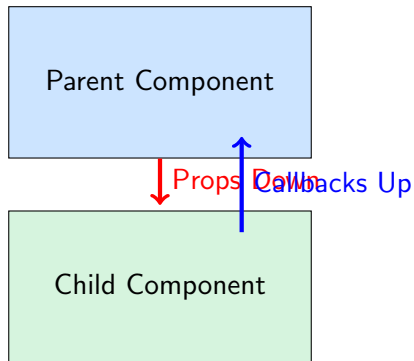 Parent Component
Props Down
Callbacks Up
Child Component